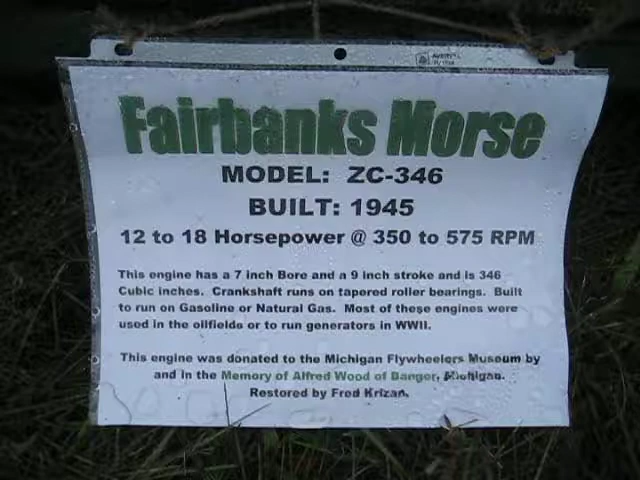 Fairbanks Morse
MODEL: ZC-346
BUILT: 1945
12 to 18 Horsepower @ 350 to 575 RPM
This engine has a 7 inch Bore and a 9 inch stroke and is 346
Cubic inches. Crankshaft runs on tapered roller bearings. Built
to run on Gasoline or Natural Gas. Most of these engines were
used in the oilfields or to run generators in WWII.
This engine was donated to the Michigan Flywheelers Museum by
and in the Memory of Alfred Wood of Bangor, Michigan.
Restored by Fred Krizan.